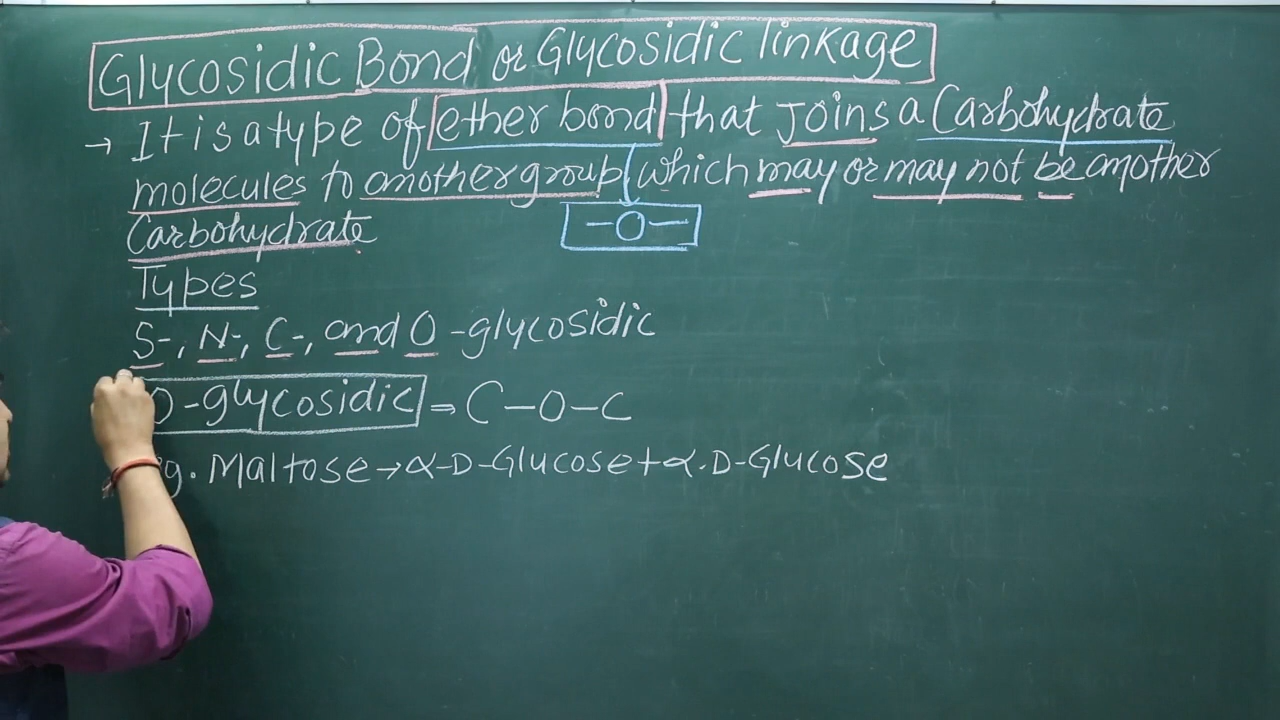 Glycosidic Bond or Glycosidic linkage
→ It is a type of ether bond that Joins a Carbohydrate
molecules to another group which may or may not be another
Carbohydrate
-O-
Types
S-, N-, C-, and O -glycosidic
O-glycosidic = C-O-C
g. Maltose → α-D-Glucose + α.D-Glucose